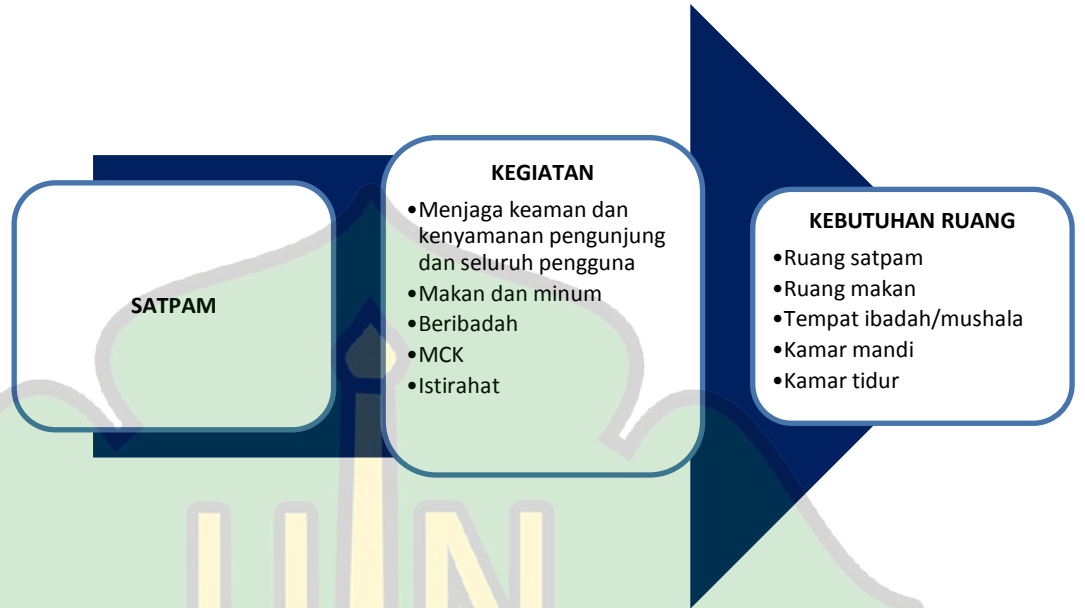 SATPAM
KEGIATAN
•Menjaga keaman dan
kenyamanan pengunjung
dan seluruh pengguna
•Makan dan minum
•Beribadah
•MCK
•Istirahat
KEBUTUHAN RUANG
•Ruang satpam
•Ruang makan
•Tempat ibadah/mushala
•Kamar mandi
•Kamar tidur
UIN